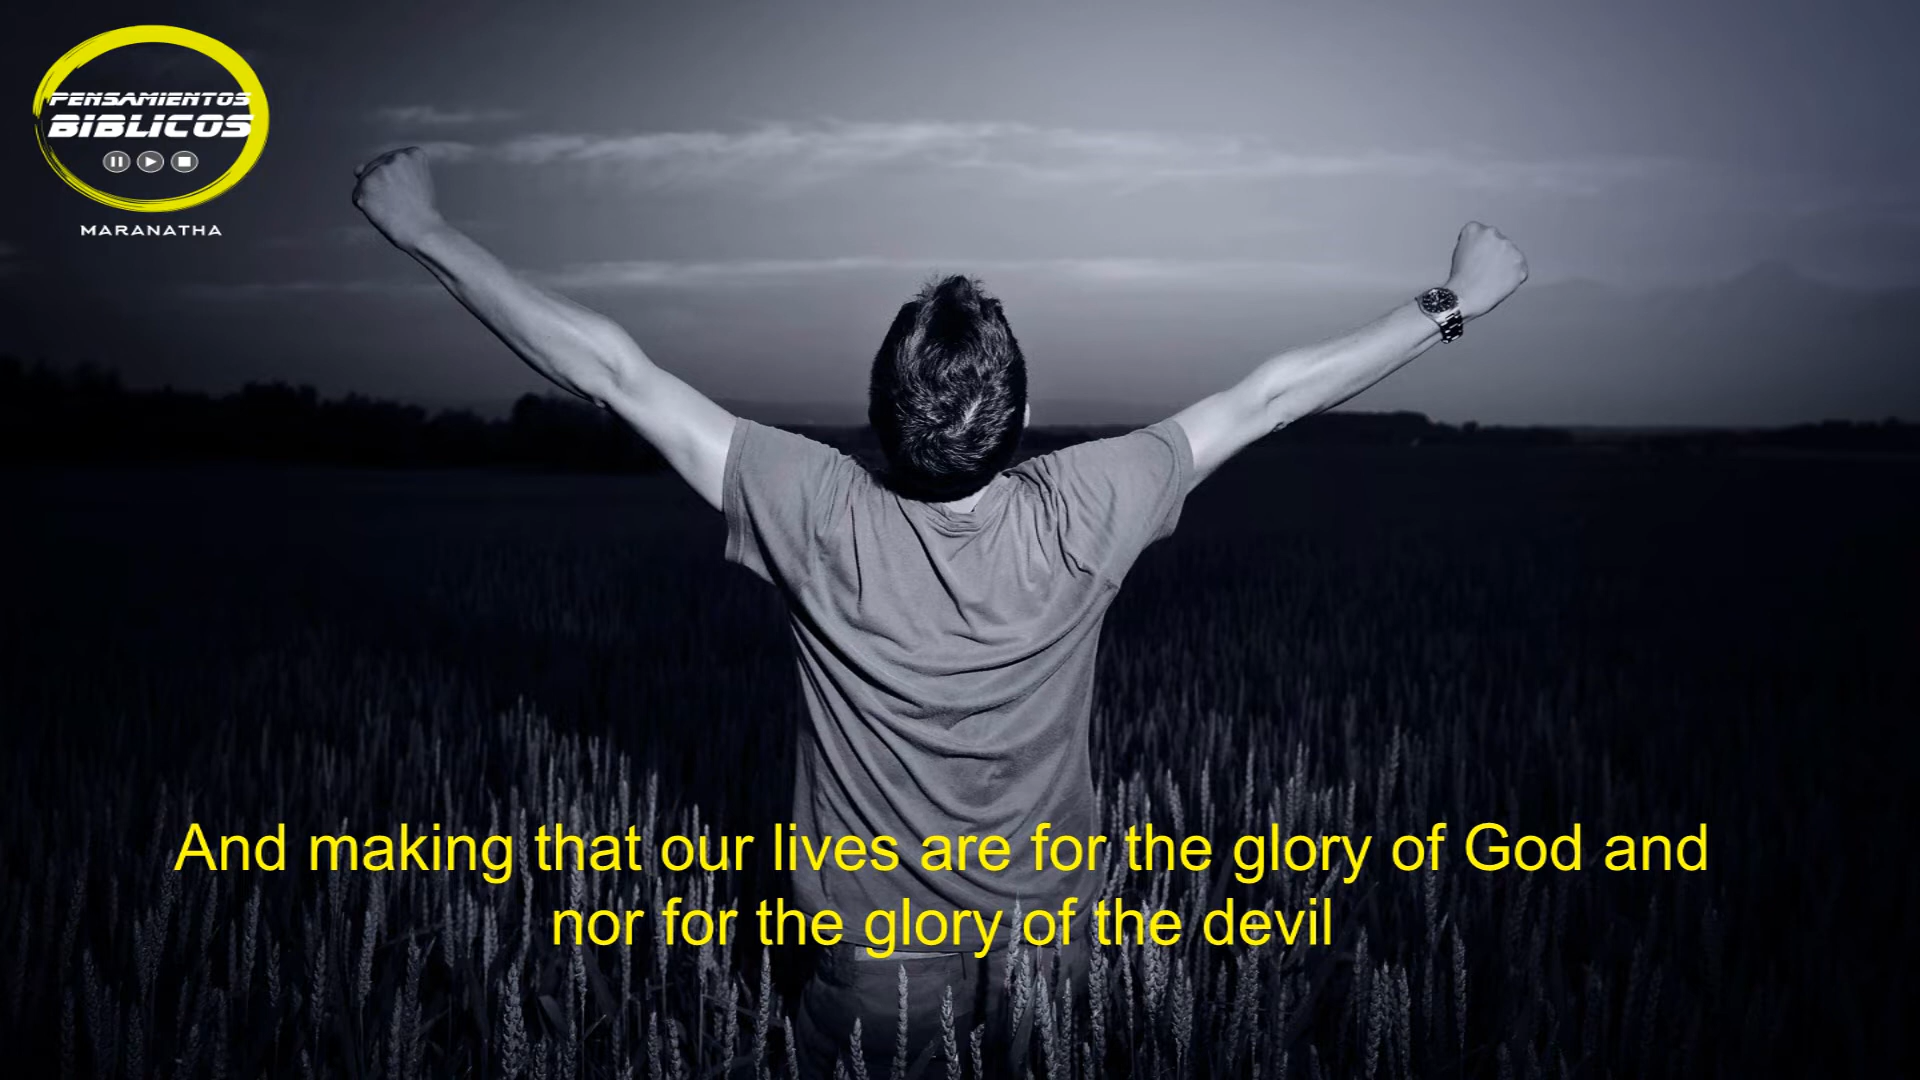 PENSAMIENTOS
BIBLICOS
MARANATHA
And making that our lives are for the glory of God and
nor for the glory of the devil